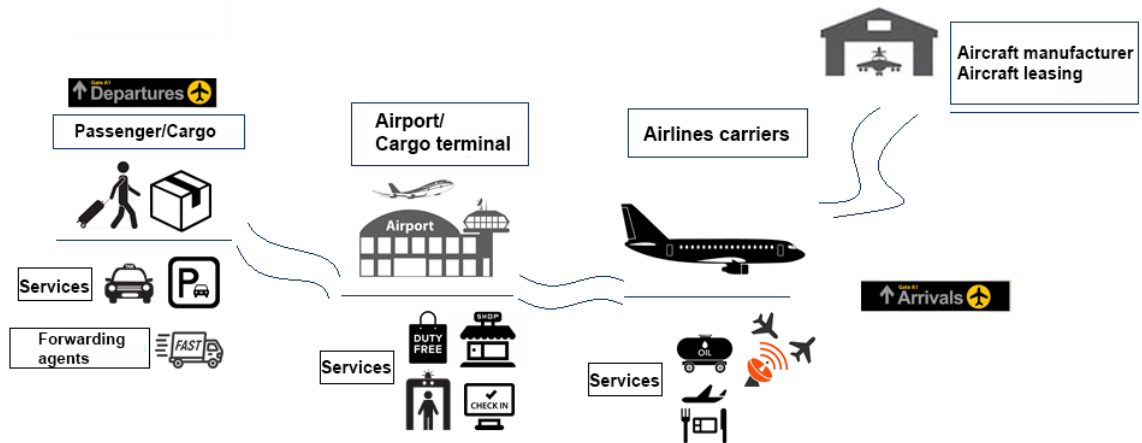 Gate A1
Departures
Passenger/Cargo
Services
P
Forwarding
agents
FAST
Airport/
Cargo terminal
Airport
Services
DUTY
FREE
SHOP
CHECK IN
Airlines carriers
Services
OIL
Aircraft manufacturer
Aircraft leasing
Gate A1
Arrivals